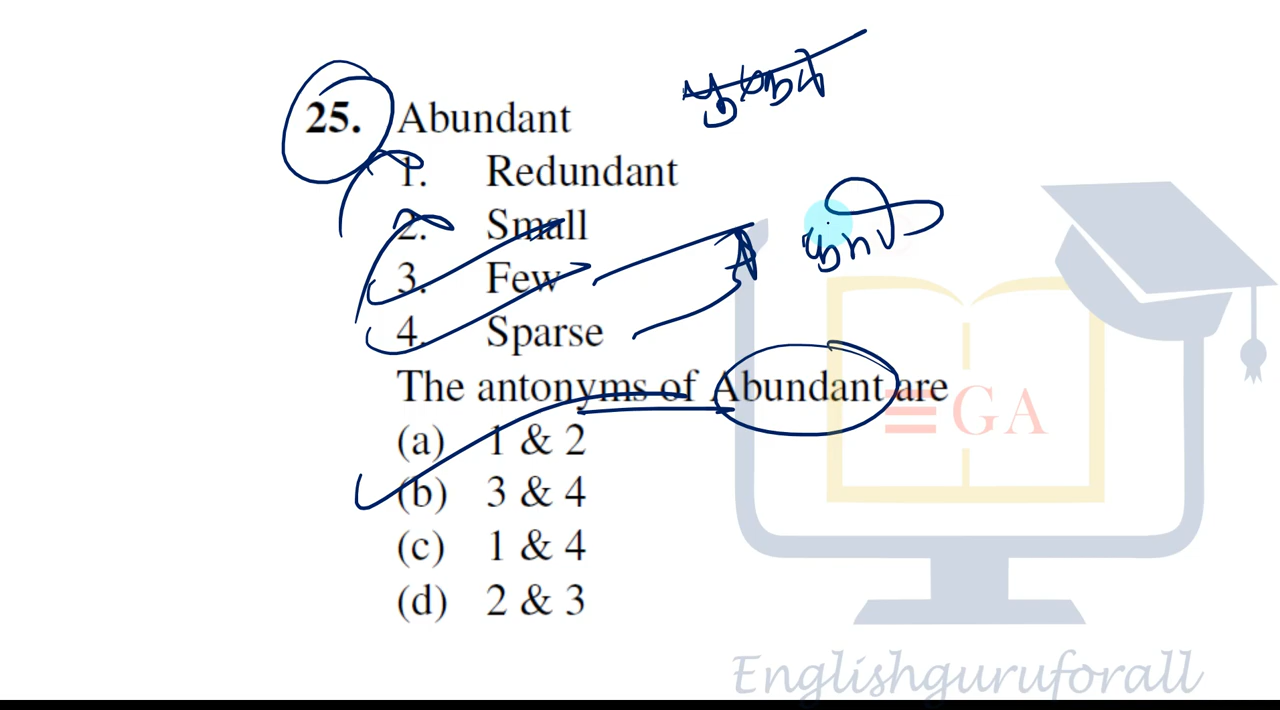 25. Abundant
1. Redundant
2. Small
3. Few
4. Sparse
The antonyms of Abundant are
(a) 1 & 2
(b) 3 & 4
(c) 1 & 4
(d) 2 & 3
GA
Englishguruforall